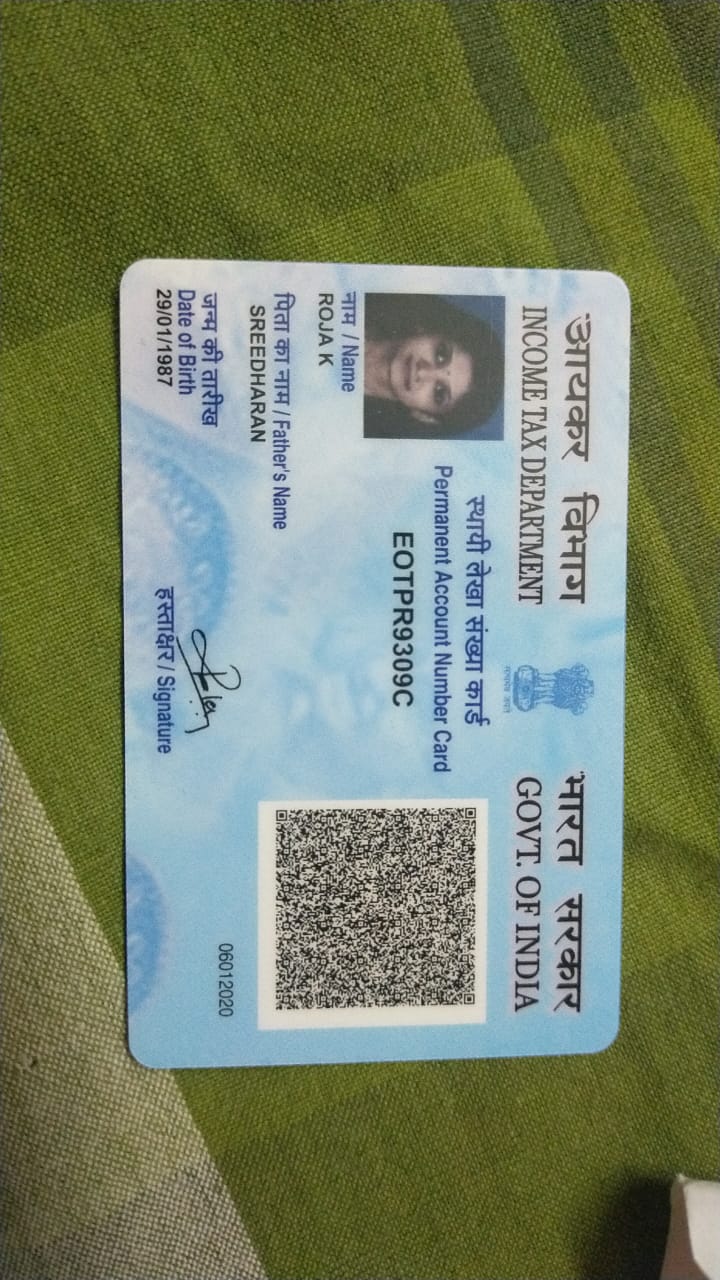 आयकर विभाग
INCOME TAX DEPARTMENT
सत्यमेव जयते
भारत सरकार
GOVT. OF INDIA
स्थायी लेखा संख्या कार्ड
Permanent Account Number Card
EOTPR9309C
नाम / Name
ROJA K
पिता का नाम / Father's Name
SREEDHARAN
जन्म की तारीख
Date of Birth
29/01/1987
हस्ताक्षर / Signature
06012020